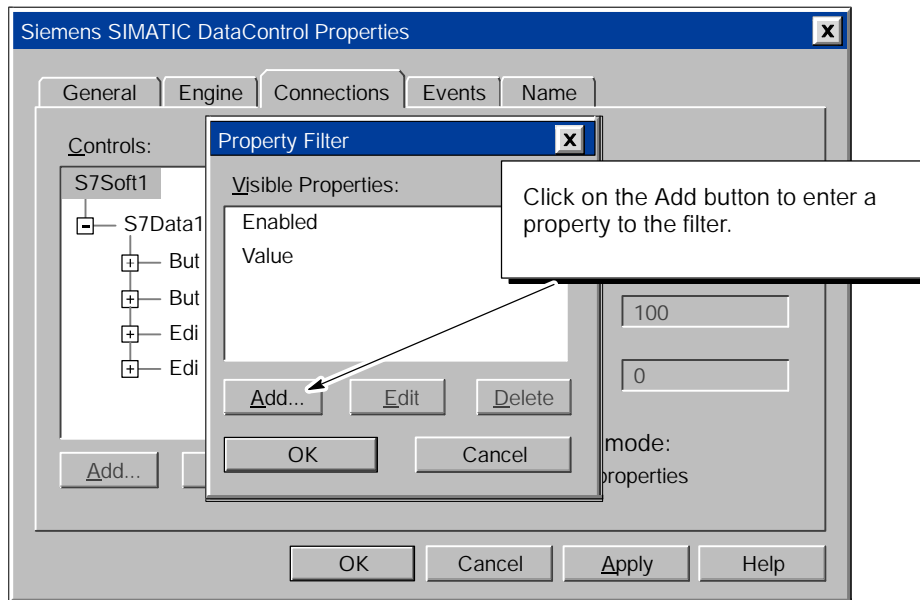 Siemens SIMATIC DataControl Properties
General Engine Connections Events Name
Controls:
S7Soft1
S7Data1
But
But
Edi
Edi
Add...
Property Filter
Visible Properties:
Enabled
Value
Add... Edit Delete
OK Cancel
Click on the Add button to enter a
property to the filter.
100
0
mode:
properties
OK Cancel Apply Help